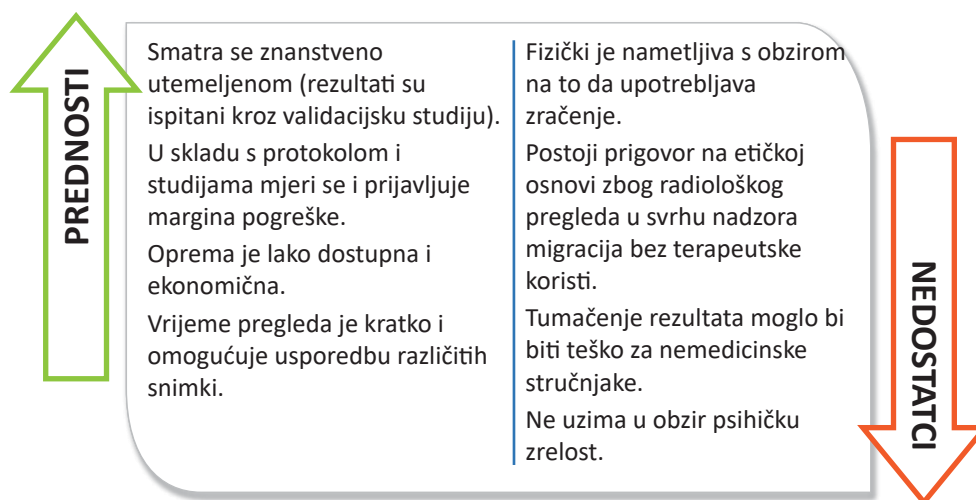 PREDNOSTI
Smatra se znanstveno
utemeljenom (rezultati su
ispitani kroz validacijsku studiju).
U skladu s protokolom i
studijama mjeri se i prijavljuje
margina pogreške.
Oprema je lako dostupna i
ekonomična.
Vrijeme pregleda je kratko i
omogućuje usporedbu različitih
snimki.
Fizički je nametljiva s obzirom
na to da upotrebljava
zračenje.
Postoji prigovor na etičkoj
osnovi zbog radiološkog
pregleda u svrhu nadzora
migracija bez terapeutske
koristi.
Tumačenje rezultata moglo bi
biti teško za nemedicinske
stručnjake.
Ne uzima u obzir psihičku
zrelost.
NEDOSTATCI